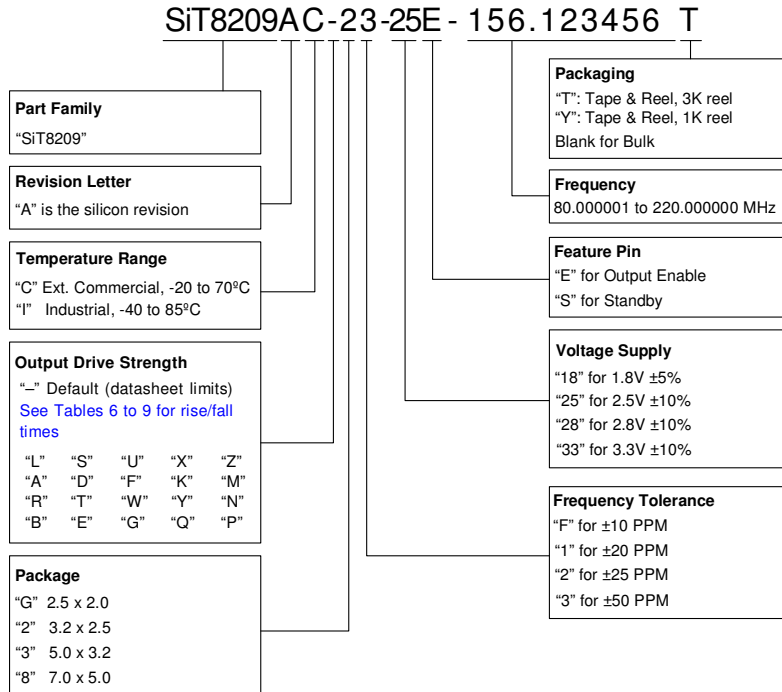 SiT8209AC-23-25E - 156.123456 T
Part Family
“SiT8209”
Revision Letter
“A” is the silicon revision
Temperature Range
“C” Ext. Commercial, -20 to 70ºC
“I” Industrial, -40 to 85ºC
Output Drive Strength
“–” Default (datasheet limits)
See Tables 6 to 9 for rise/fall
times
“L” “S” “U” “X” “Z”
“A” “D” “F” “K” “M”
“R” “T” “W” “Y” “N”
“B” “E” “G” “Q” “P”
Package
“G” 2.5 x 2.0
“2” 3.2 x 2.5
“3” 5.0 x 3.2
“8” 7.0 x 5.0
Packaging
“T”: Tape & Reel, 3K reel
“Y”: Tape & Reel, 1K reel
Blank for Bulk
Frequency
80.000001 to 220.000000 MHz
Feature Pin
“E” for Output Enable
“S” for Standby
Voltage Supply
“18” for 1.8V ±5%
“25” for 2.5V ±10%
“28” for 2.8V ±10%
“33” for 3.3V ±10%
Frequency Tolerance
“F” for ±10 PPM
“1” for ±20 PPM
“2” for ±25 PPM
“3” for ±50 PPM